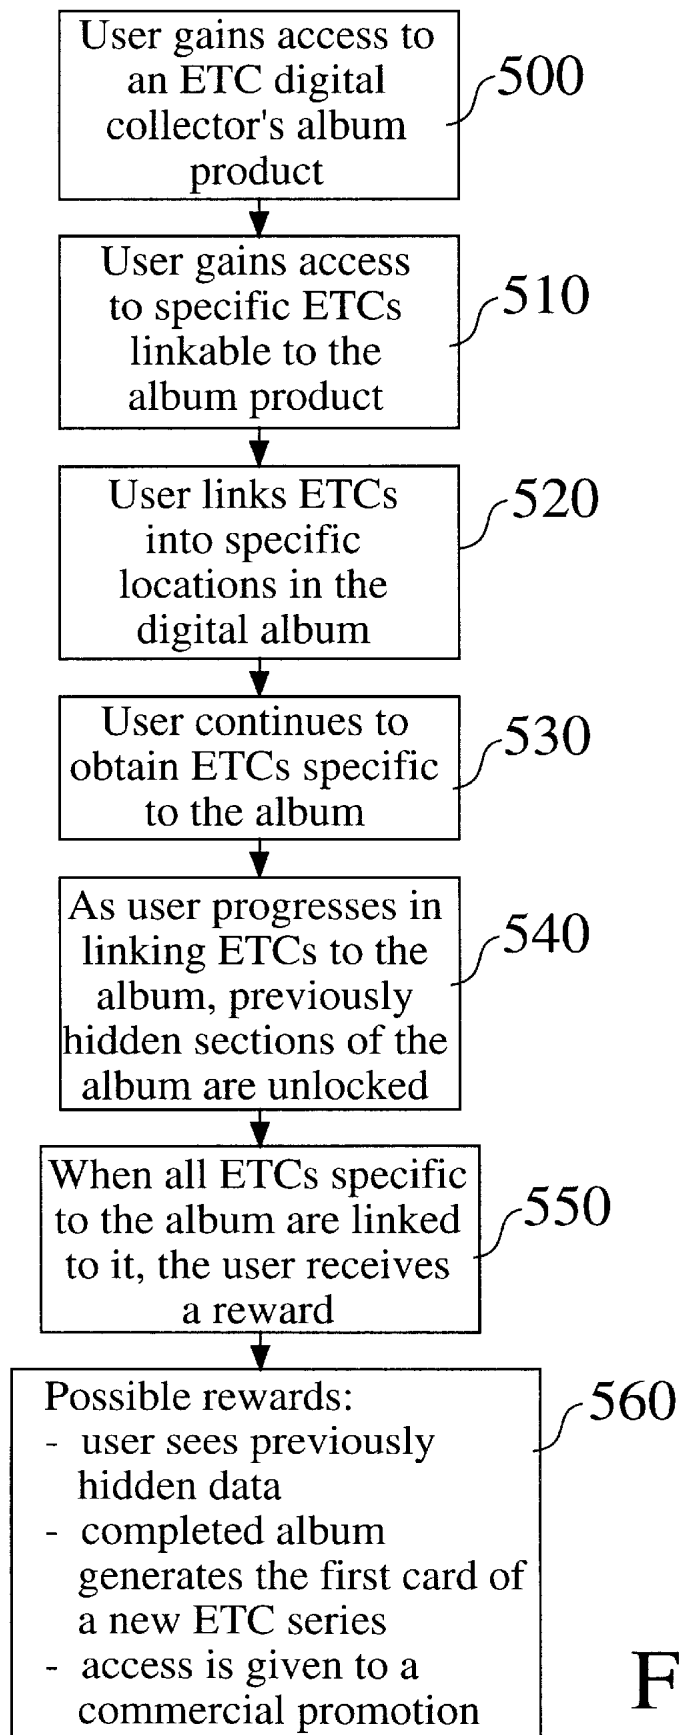 User gains access to
an ETC digital
collector's album
product
500
User gains access
to specific ETCs
linkable to the
album product
510
User links ETCs
into specific
locations in the
digital album
520
User continues to
obtain ETCs specific
to the album
530
As user progresses in
linking ETCs to the
album, previously
hidden sections of the
album are unlocked
540
When all ETCs specific
to the album are linked
to it, the user receives
a reward
550
Possible rewards:
- user sees previously
hidden data
- completed album
generates the first card of
a new ETC series
- access is given to a
commercial promotion
560
F